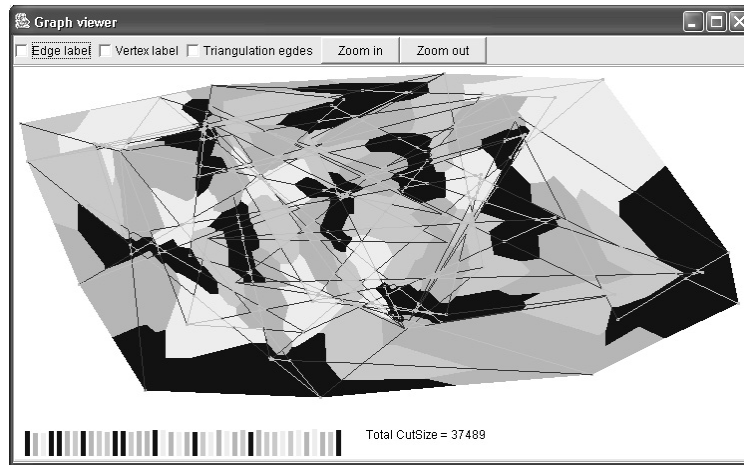 Graph viewer
Edge label Vertex label Triangulation egdes Zoom in Zoom out
Total CutSize = 37489